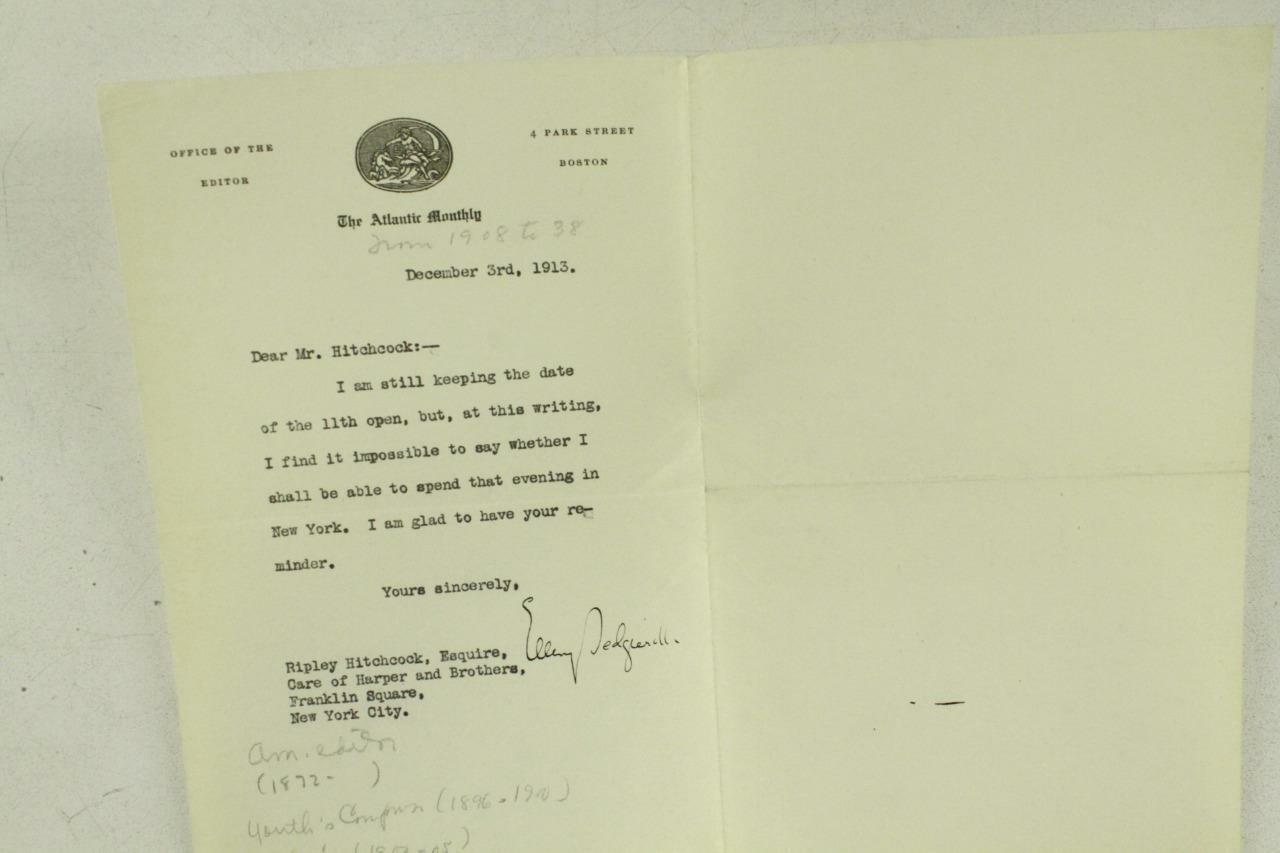 OFFICE OF THE
EDITOR
4 PARK STREET
BOSTON
The Atlantic Monthly
from 1908 to 38
December 3rd, 1913.
Dear Mr. Hitchcock:—
I am still keeping the date
of the 11th open, but, at this writing,
I find it impossible to say whether I
shall be able to spend that evening in
New York. I am glad to have your re-
minder.
Yours sincerely,
Ellery Sedgwick.
Ripley Hitchcock, Esquire,
Care of Harper and Brothers,
Franklin Square,
New York City.
Am. editor
(1872- )
Youth's (1896-